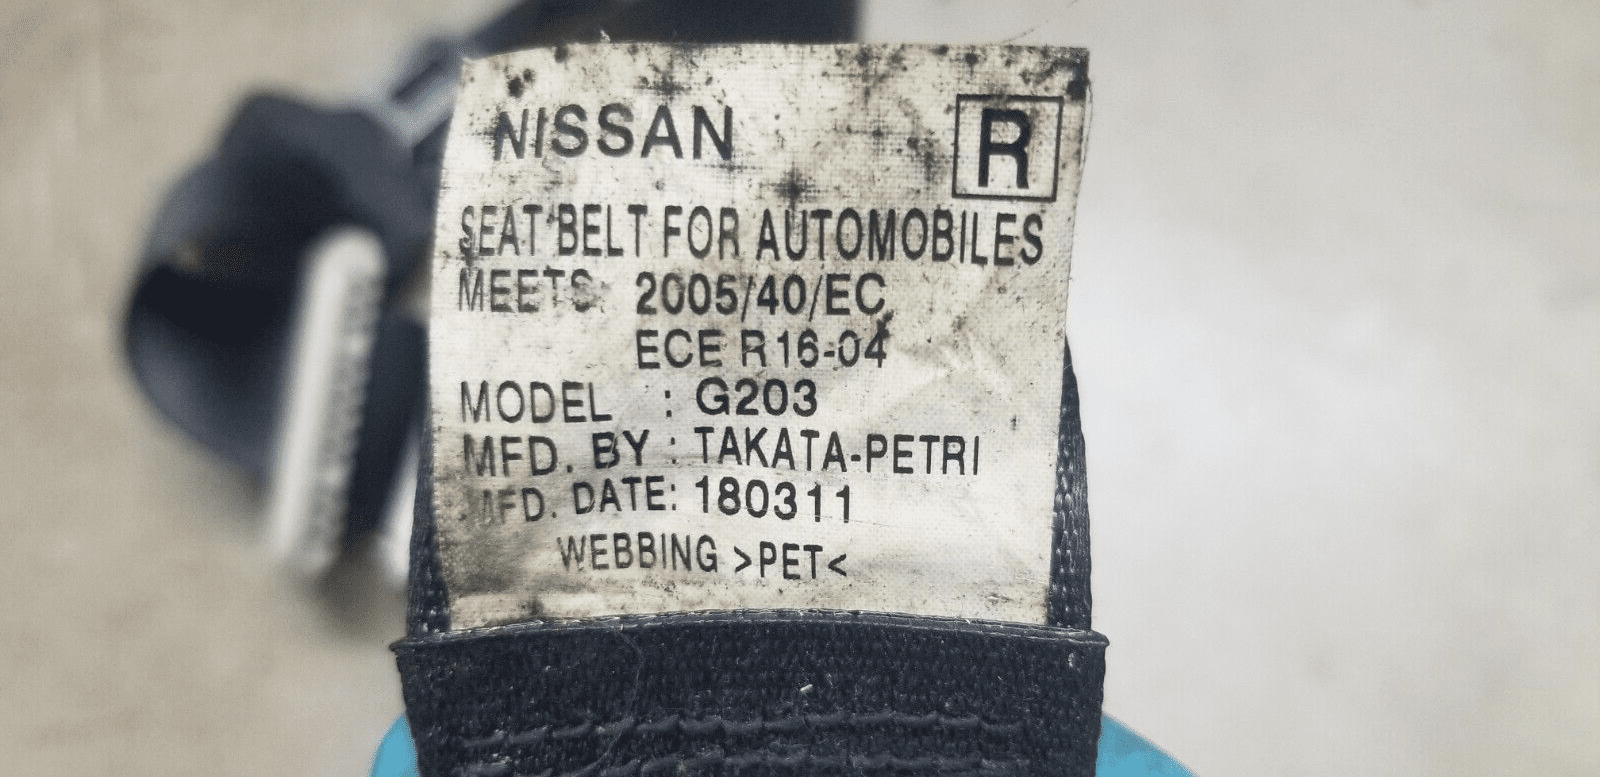 NISSAN R
SEAT BELT FOR AUTOMOBILES
MEETS: 2005/40/EC
ECE R16-04
MODEL : G203
MFD. BY : TAKATA-PETRI
MFD. DATE: 180311
WEBBING >PET<